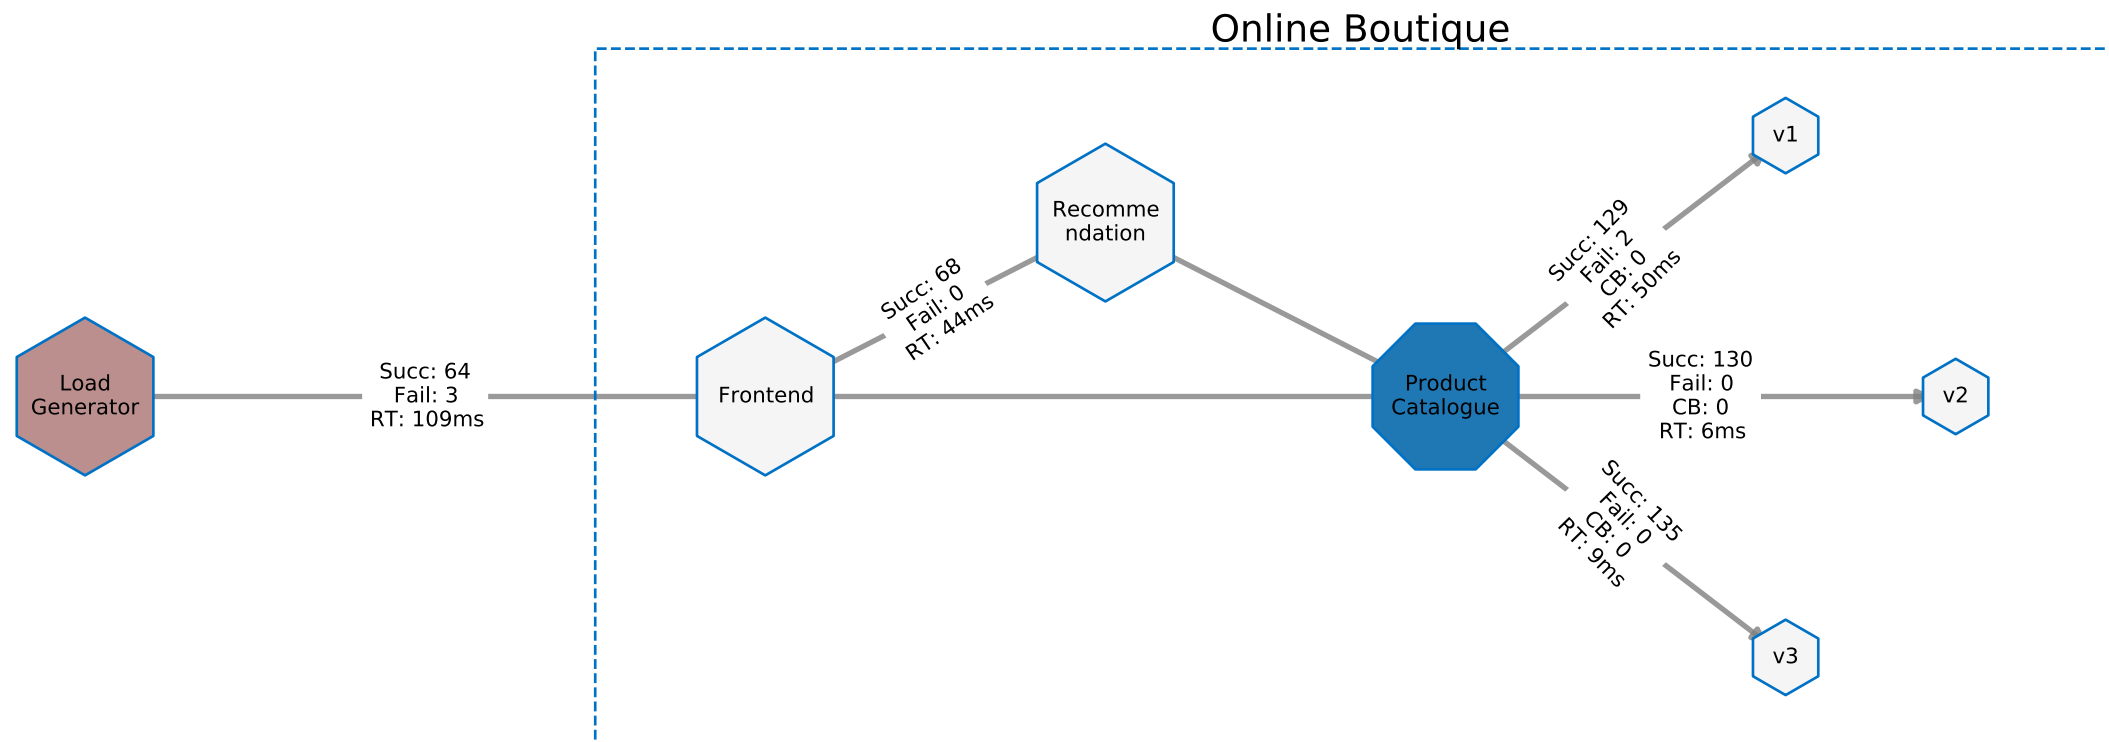 Online Boutique
Load
Generator
Succ: 64
Fail: 3
RT: 109ms
Frontend
Succ: 68
Fail: 0
RT: 44ms
Recomme
ndation
Product
Catalogue
Succ: 129
Fail: 2
CB: 0
RT: 50ms
v1
Succ: 130
Fail: 0
CB: 0
RT: 6ms
v2
Succ: 135
Fail: 0
CB: 0
RT: 9ms
v3